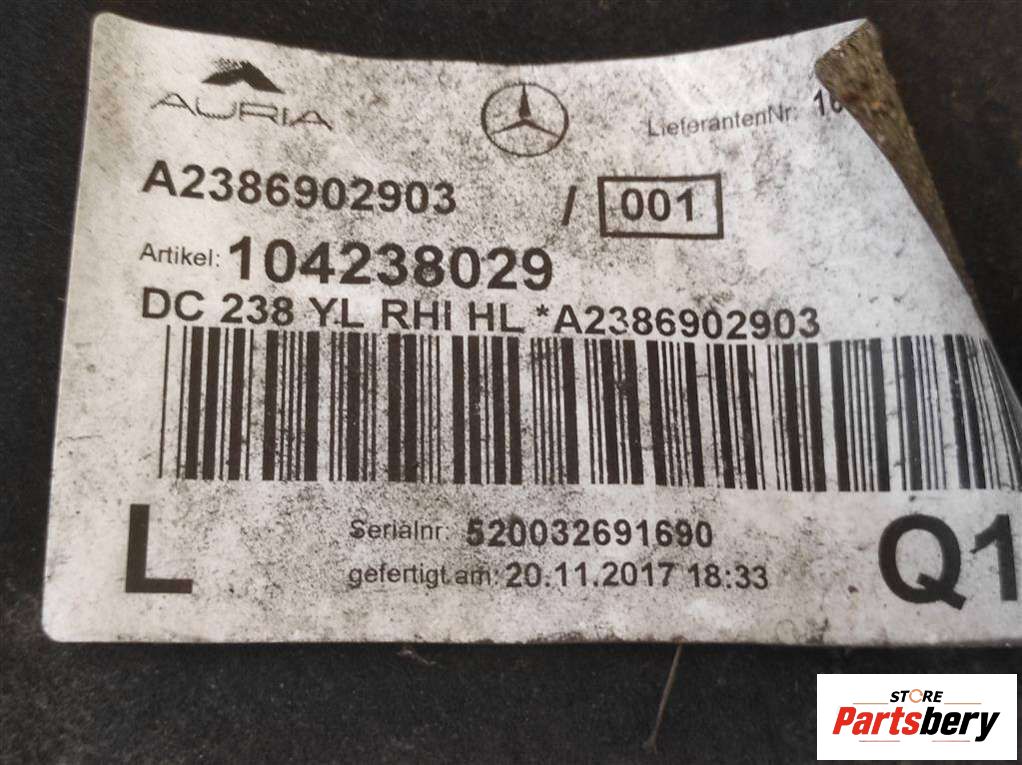 AURIA
LieferantenNr:
A2386902903 / 001
Artikel: 104238029
DC 238 YL RHI HL *A2386902903
L
Serialnr: 520032691690
gefertigt am: 20.11.2017 18:33
Q1
STORE
Partsbery